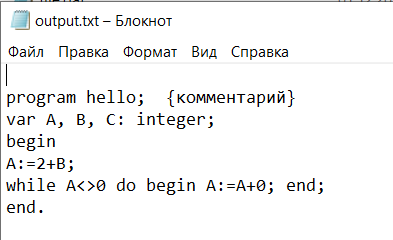 output.txt – Блокнот
Файл Правка Формат Вид Справка
program hello;  {комментарий}
var A, B, C: integer;
begin
A:=2+B;
while A<>0 do begin A:=A+0; end;
end.